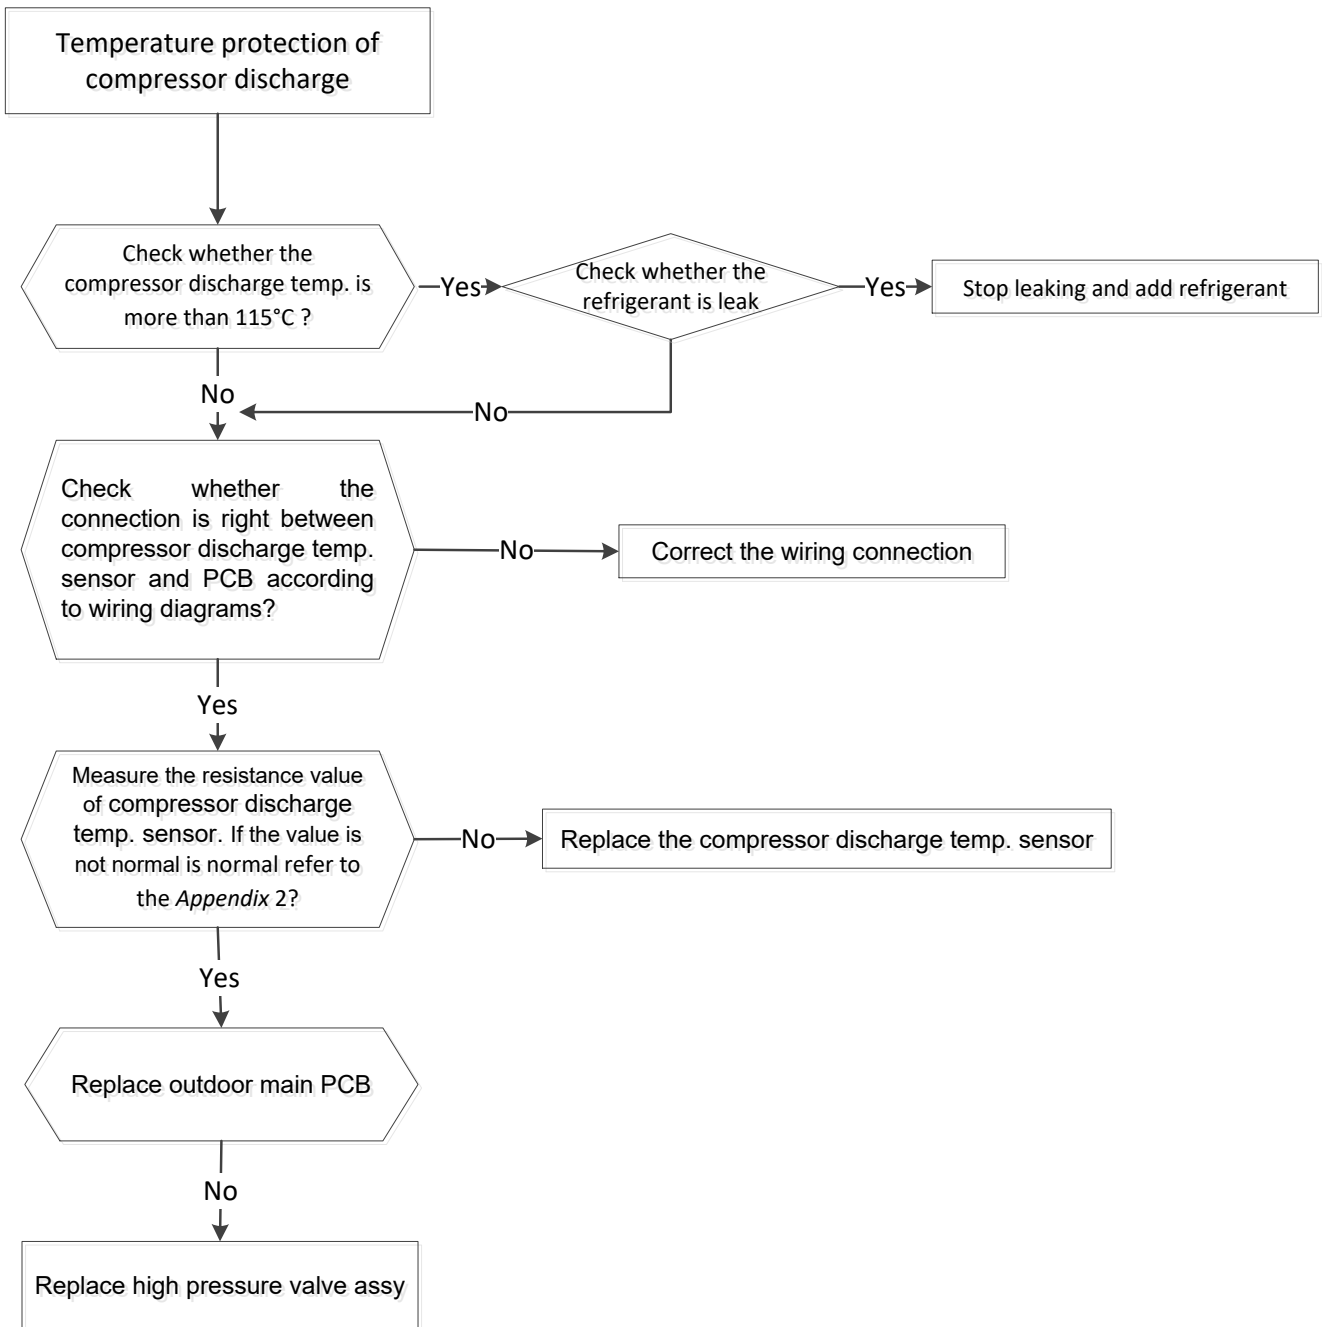 Temperature protection of
compressor discharge
Check whether the
compressor discharge temp. is
more than 115°C ?
Yes
Check whether the
refrigerant is leak
Yes
Stop leaking and add refrigerant
No
No
Check whether the
connection is right between
compressor discharge temp.
sensor and PCB according
to wiring diagrams?
No
Correct the wiring connection
Yes
Measure the resistance value
of compressor discharge
temp. sensor. If the value is
not normal is normal refer to
the Appendix 2?
No
Replace the compressor discharge temp. sensor
Yes
Replace outdoor main PCB
No
Replace high pressure valve assy